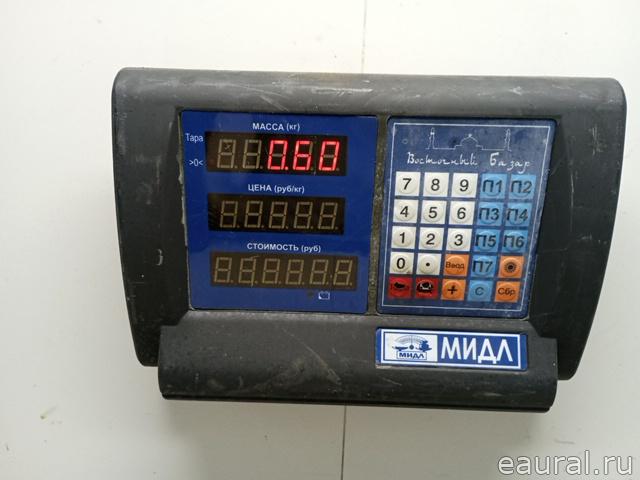 МАССА (кг)
Тара
>0<
0.60
ЦЕНА (руб/кг)
СТОИМОСТЬ (руб)
Восточный Базар
7 8 9 П1 П2
4 5 6 П3 П4
1 2 3 П5 П6
0 • Ввод П7
+ С Сбр
МИДЛ
МИДЛ
eaural.ru